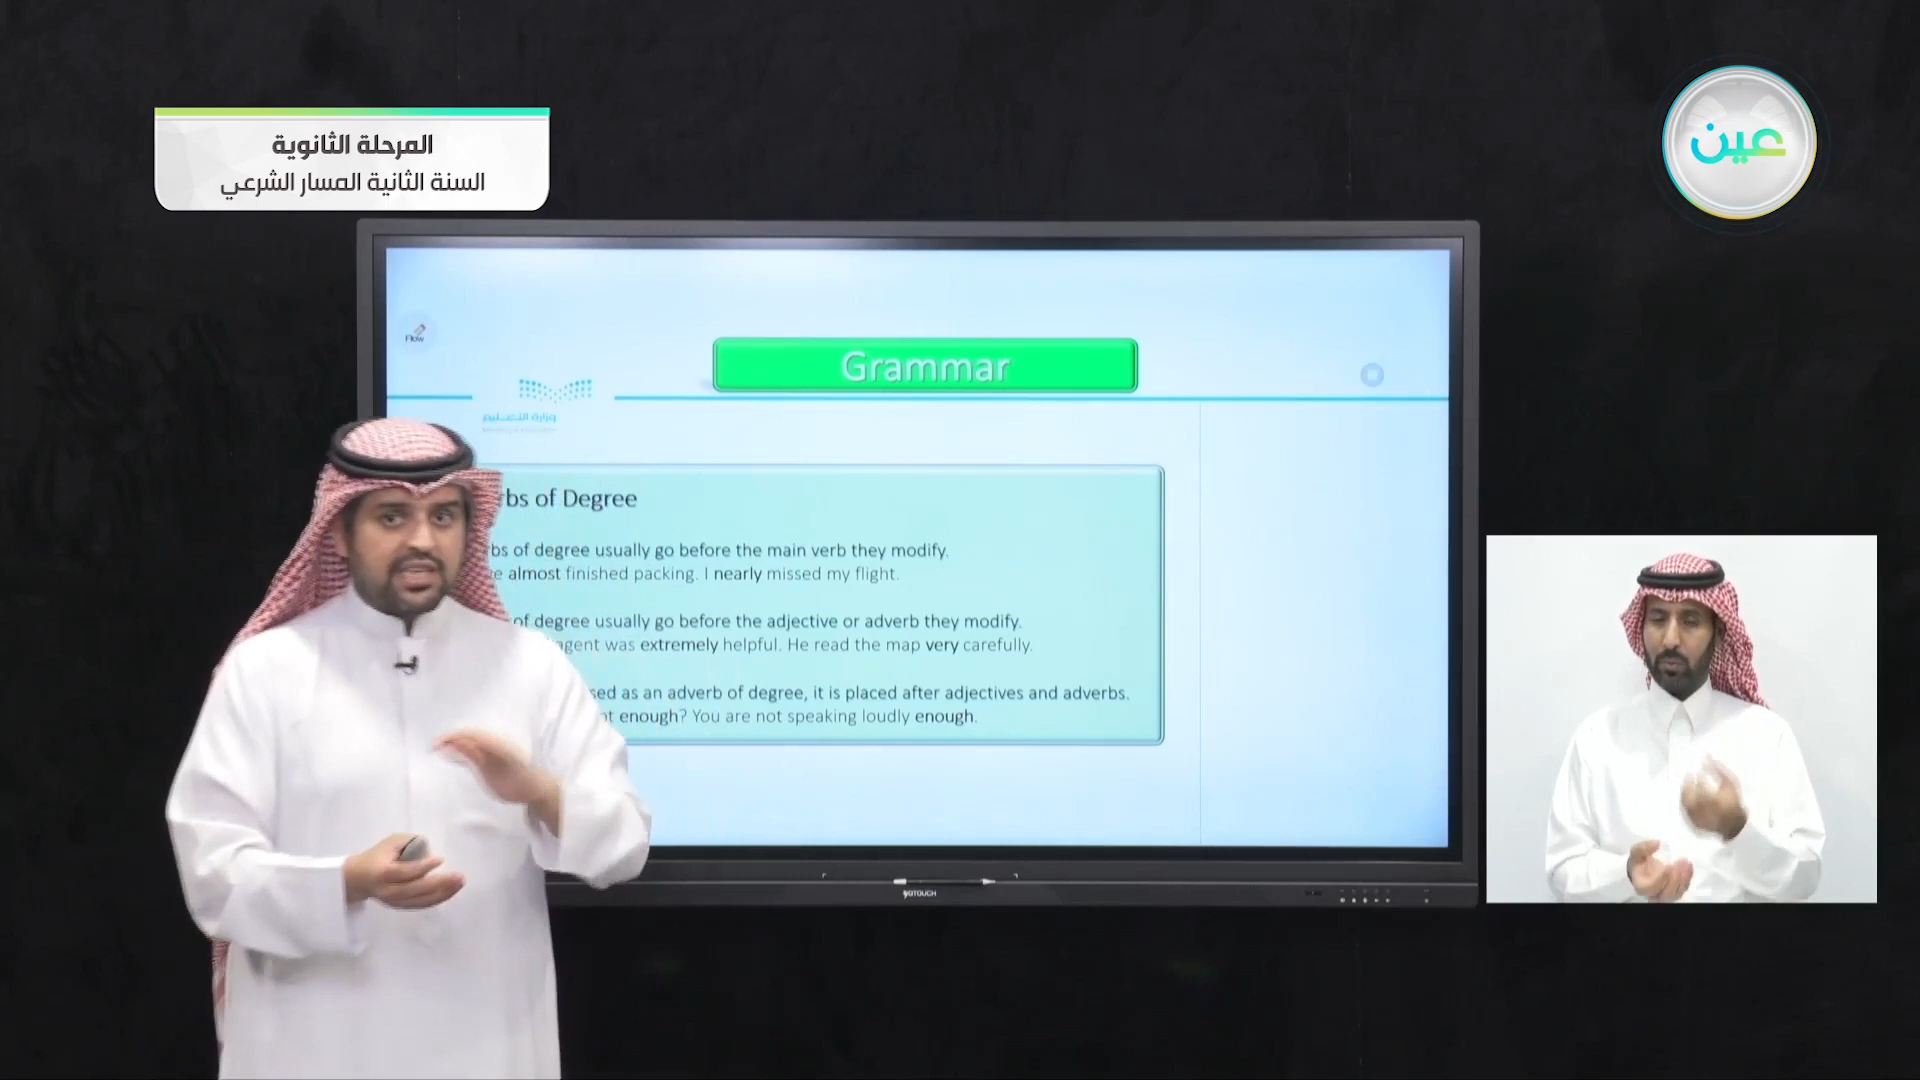 المرحلة الثانوية
السنة الثانية المسار الشرعي
عين
Flow
Grammar
وزارة التعليم
of Degree
of degree usually go before the main verb they modify.
almost finished packing. I nearly missed my flight.
of degree usually go before the adjective or adverb they modify.
agent was extremely helpful. He read the map very carefully.
as an adverb of degree, it is placed after adjectives and adverbs.
enough? You are not speaking loudly enough.